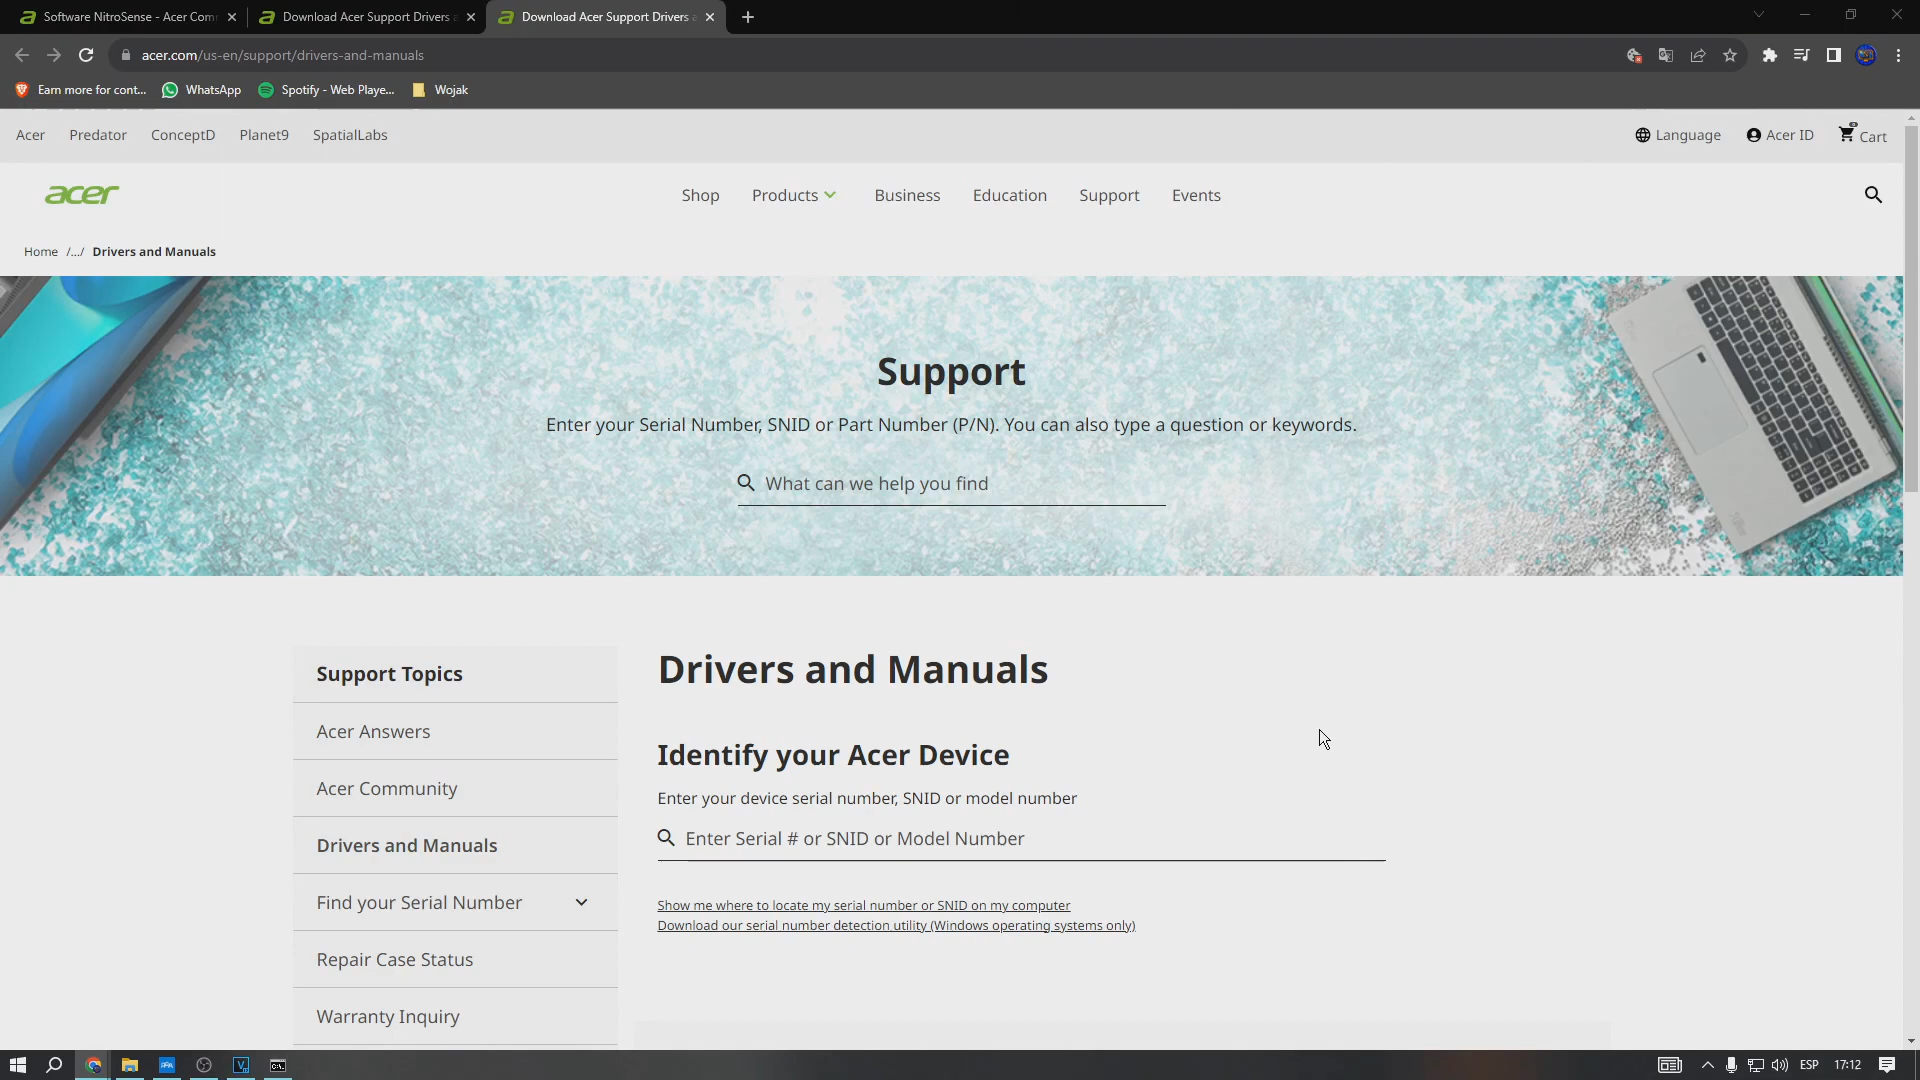 Software NitroSense - Acer Com
Download Acer Support Drivers a
Download Acer Support Drivers a
acer.com/us-en/support/drivers-and-manuals
Earn more for cont...
WhatsApp
Spotify - Web Playe...
Wojak
Acer
Predator
ConceptD
Planet9
SpatialLabs
Language
Acer ID
Cart
acer
Shop
Products
Business
Education
Support
Events
Home /.../ Drivers and Manuals
Support
Enter your Serial Number, SNID or Part Number (P/N). You can also type a question or keywords.
What can we help you find
Support Topics
Acer Answers
Acer Community
Drivers and Manuals
Find your Serial Number
Repair Case Status
Warranty Inquiry
Drivers and Manuals
Identify your Acer Device
Enter your device serial number, SNID or model number
Enter Serial # or SNID or Model Number
Show me where to locate my serial number or SNID on my computer
Download our serial number detection utility (Windows operating systems only)
ESP
17:12